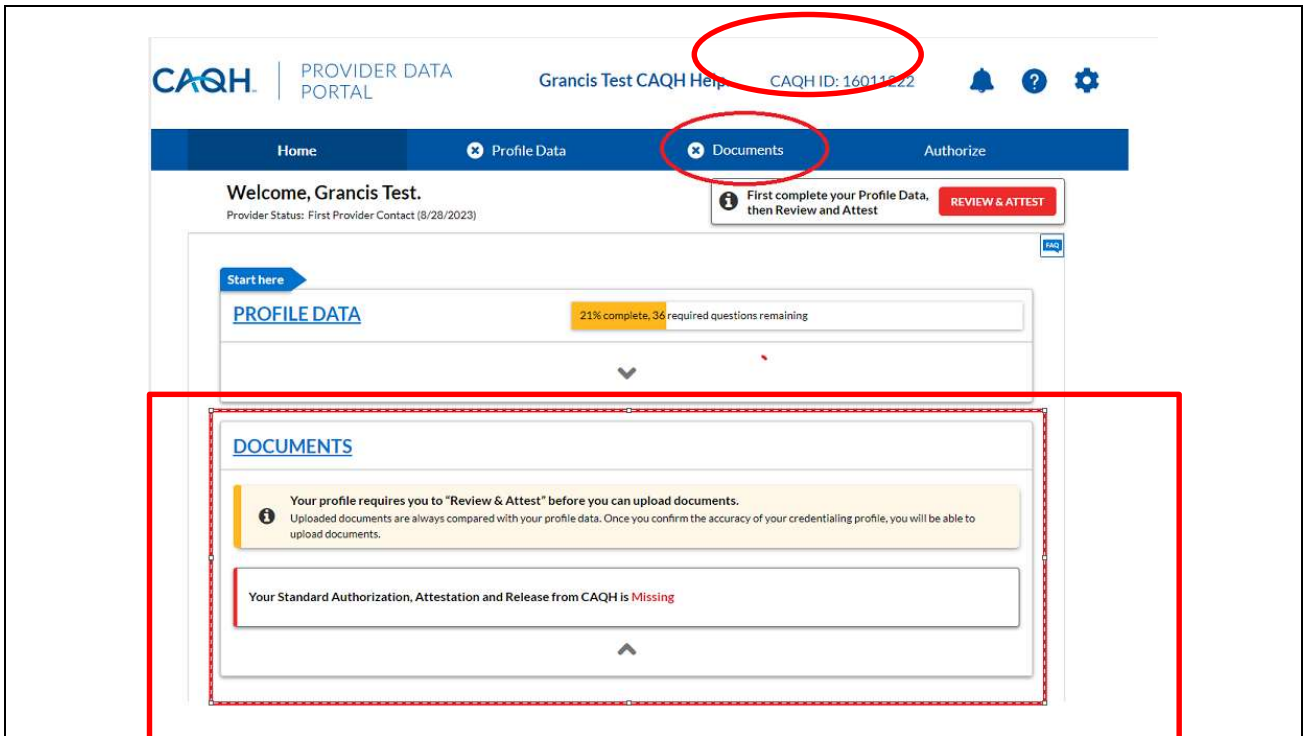 CAQH. PROVIDER DATA PORTAL
Grancis Test CAQH Help CAQH ID: 16011222
Home Profile Data Documents Authorize
Welcome, Grancis Test.
Provider Status: First Provider Contact (8/28/2023)
First complete your Profile Data,
then Review and Attest
REVIEW & ATTEST
FAQ
Start here
PROFILE DATA
21% complete, 36 required questions remaining
DOCUMENTS
Your profile requires you to "Review & Attest" before you can upload documents.
Uploaded documents are always compared with your profile data. Once you confirm the accuracy of your credentialing profile, you will be able to
upload documents.
Your Standard Authorization, Attestation and Release from CAQH is Missing